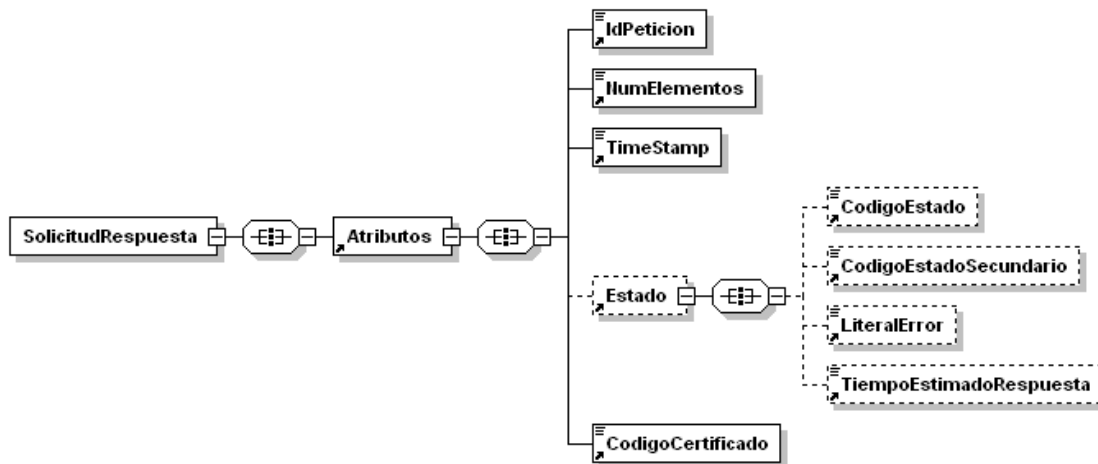 IdPeticion
NumElementos
TimeStamp
SolicitudRespuesta
Atributos
Estado
CodigoEstado
CodigoEstadoSecundario
LiteralError
TiempoEstimadoRespuesta
CodigoCertificado